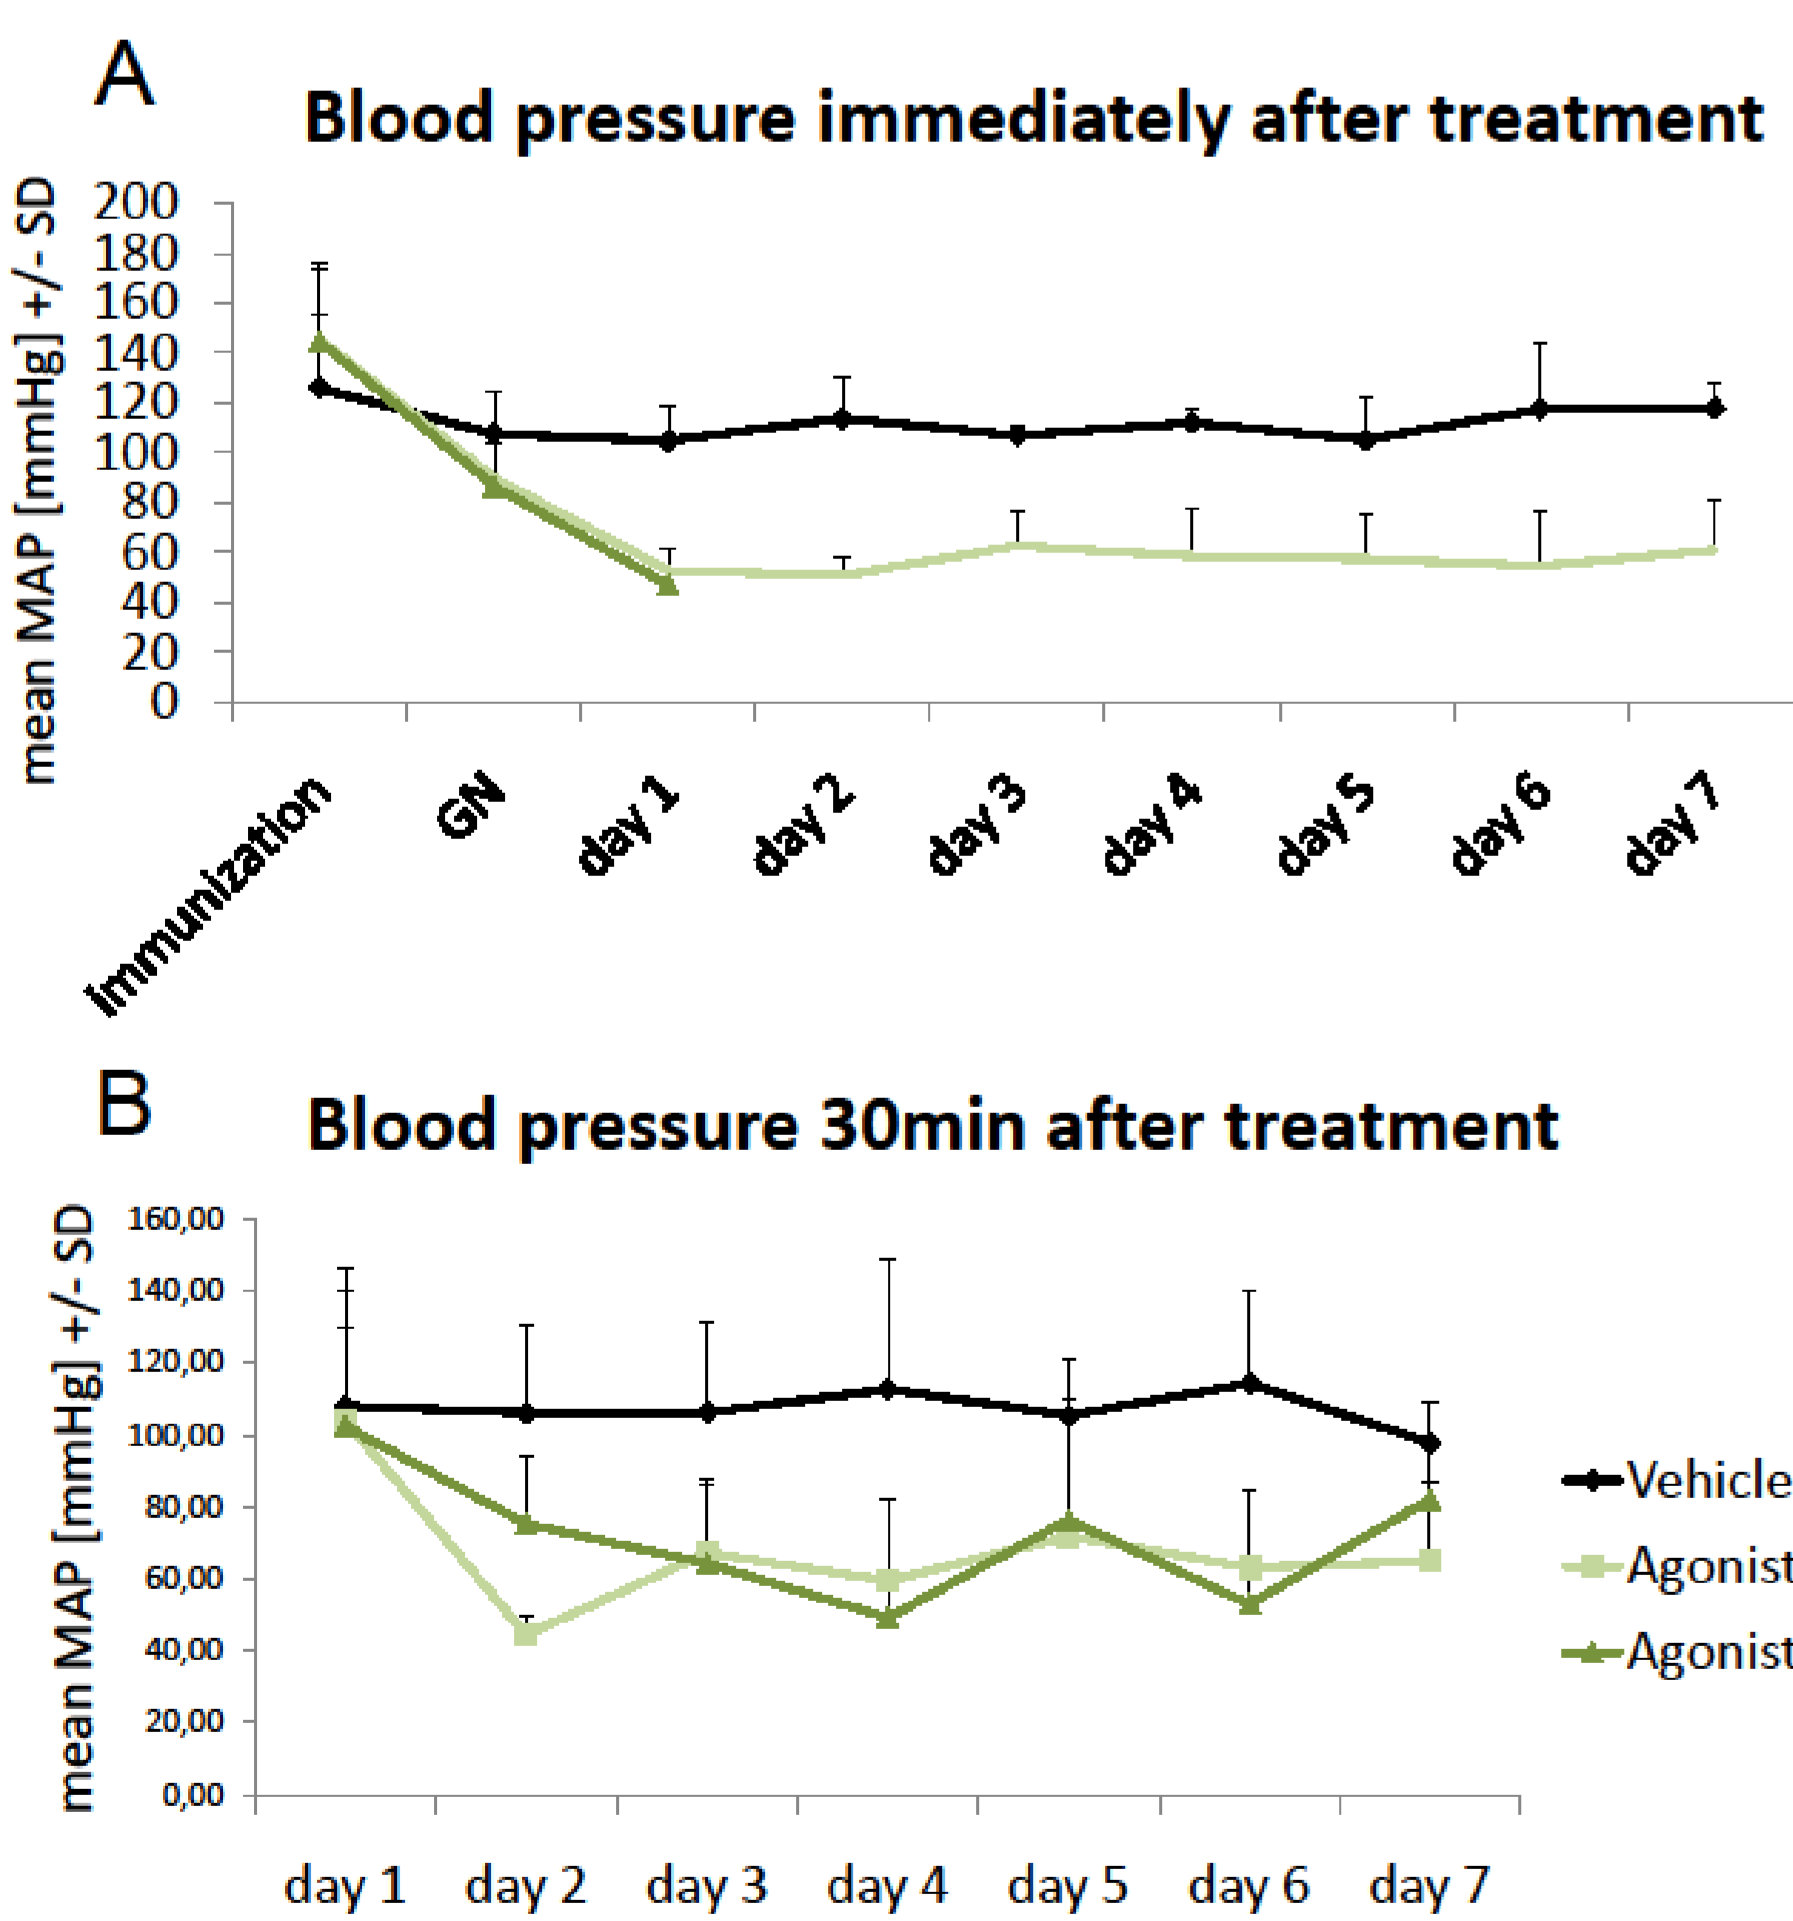 A
Blood pressure immediately after treatment
mean MAP [mmHg] +/- SD
200
180
160
140
120
100
80
60
40
20
0
immunization
GN
day 1
day 2
day 3
day 4
day 5
day 6
day 7
B
Blood pressure 30min after treatment
mean MAP [mmHg] +/- SD
160,00
140,00
120,00
100,00
80,00
60,00
40,00
20,00
0,00
day 1
day 2
day 3
day 4
day 5
day 6
day 7
Vehicle
Agonist
Agonist